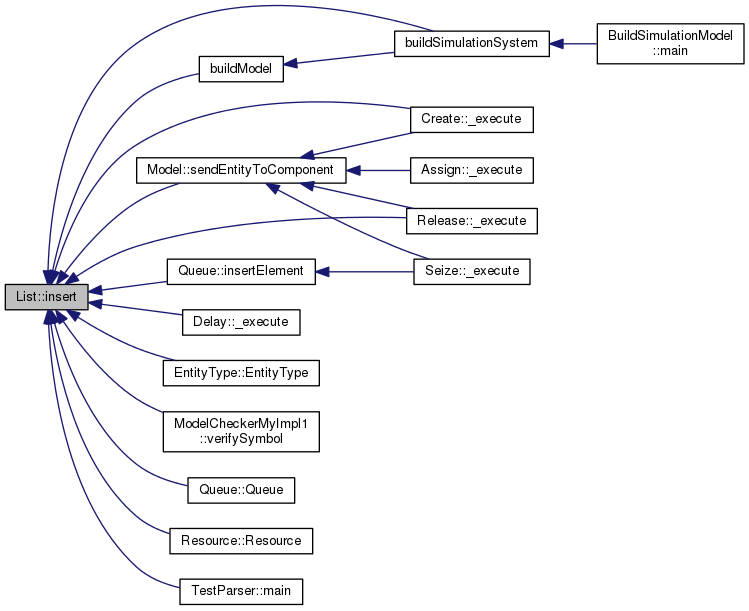 buildSimulationSystem
BuildSimulationModel
::main
buildModel
Create::_execute
Model::sendEntityToComponent
Assign::_execute
Release::_execute
Queue::insertElement
Seize::_execute
List::insert
Delay::_execute
EntityType::EntityType
ModelCheckerMyImpl1
::verifySymbol
Queue::Queue
Resource::Resource
TestParser::main